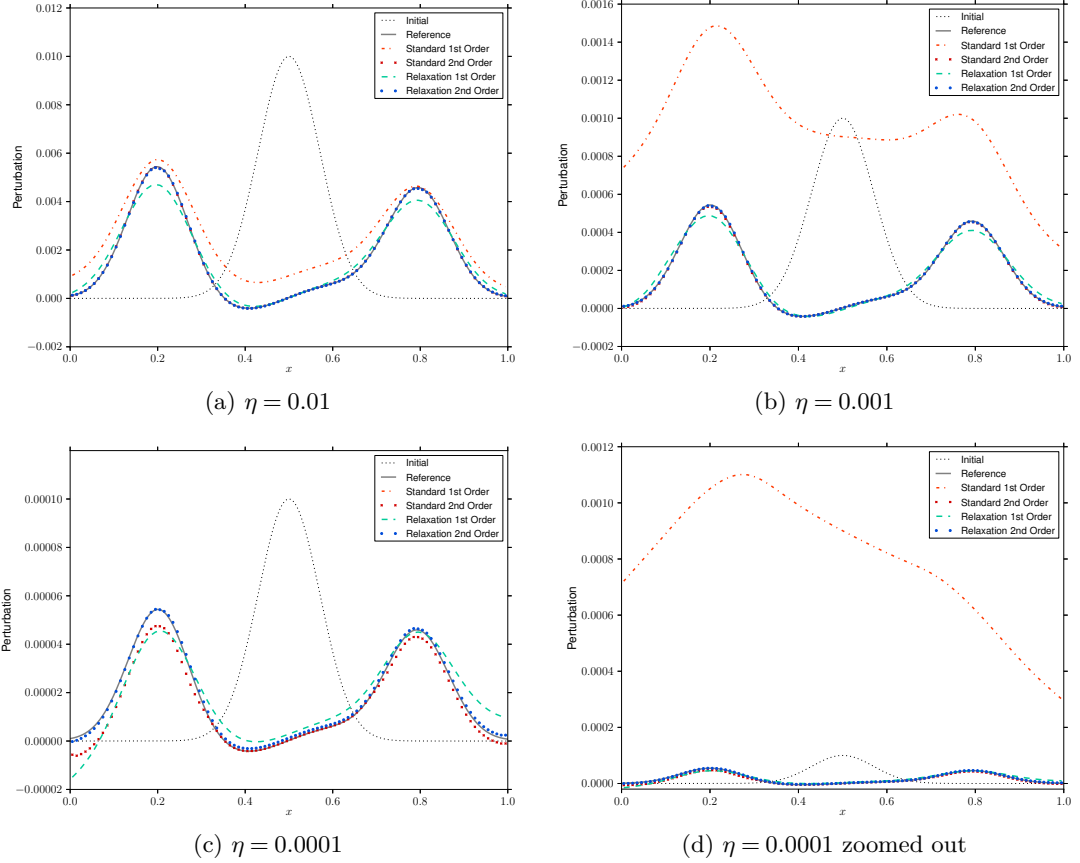 0.012
0.010
0.008
0.006
0.004
0.002
0.000
−0.002
0.0
0.2
0.4
0.6
0.8
1.0
x
Perturbation
Initial
Reference
Standard 1st Order
Standard 2nd Order
Relaxation 1st Order
Relaxation 2nd Order
(a) η = 0.01
0.0016
0.0014
0.0012
0.0010
0.0008
0.0006
0.0004
0.0002
0.0000
−0.0002
0.0
0.2
0.4
0.6
0.8
1.0
x
Perturbation
Initial
Reference
Standard 1st Order
Standard 2nd Order
Relaxation 1st Order
Relaxation 2nd Order
(b) η = 0.001
0.00010
0.00008
0.00006
0.00004
0.00002
0.00000
−0.00002
0.0
0.2
0.4
0.6
0.8
1.0
x
Perturbation
Initial
Reference
Standard 1st Order
Standard 2nd Order
Relaxation 1st Order
Relaxation 2nd Order
(c) η = 0.0001
0.0012
0.0010
0.0008
0.0006
0.0004
0.0002
0.0000
0.0
0.2
0.4
0.6
0.8
1.0
x
Perturbation
Initial
Reference
Standard 1st Order
Standard 2nd Order
Relaxation 1st Order
Relaxation 2nd Order
(d) η = 0.0001 zoomed out